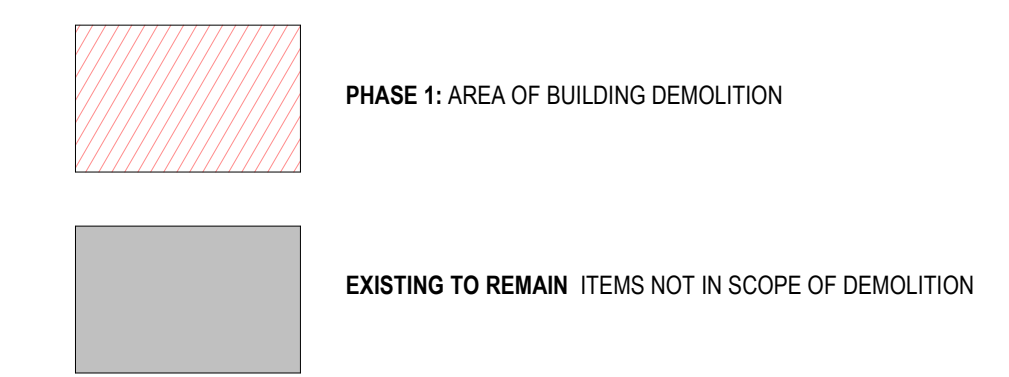 PHASE 1: AREA OF BUILDING DEMOLITION
EXISTING TO REMAIN ITEMS NOT IN SCOPE OF DEMOLITION